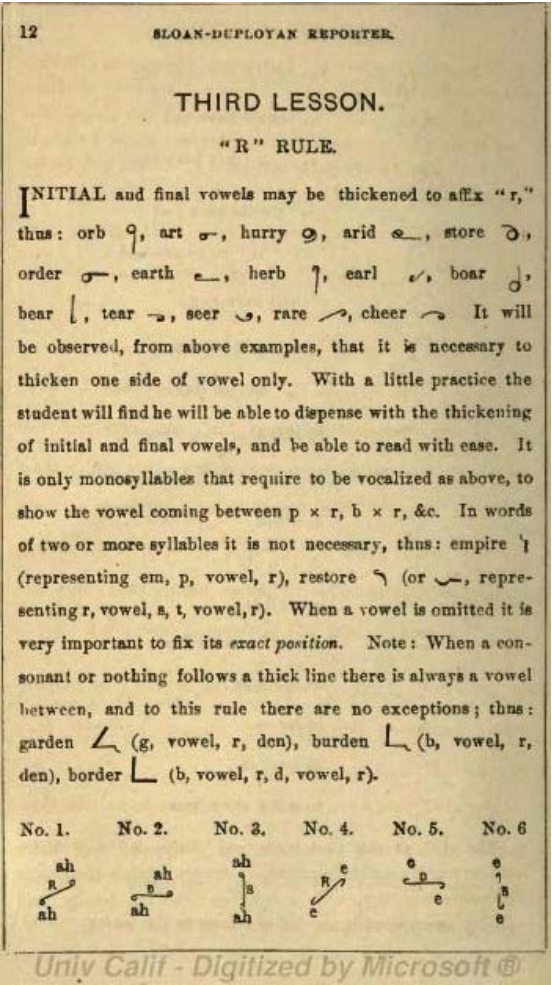 12 SLOAN-DUPLOYAN REPORTER.
THIRD LESSON.
"R" RULE.
INITIAL and final vowels may be thickened to affix "r,"
thus: orb , art , hurry , arid , store ,
order , earth , herb , earl , boar ,
bear , tear , seer , rare , cheer It will
be observed, from above examples, that it is necessary to
thicken one side of vowel only. With a little practice the
student will find he will be able to dispense with the thickening
of initial and final vowels, and be able to read with ease. It
is only monosyllables that require to be vocalized as above, to
show the vowel coming between p × r, b × r, &c. In words
of two or more syllables it is not necessary, thus: empire
(representing em, p, vowel, r), restore (or , repre-
senting r, vowel, s, t, vowel, r). When a vowel is omitted it is
very important to fix its exact position. Note: When a con-
sonant or nothing follows a thick line there is always a vowel
between, and to this rule there are no exceptions; thus:
garden (g, vowel, r, den), burden (b, vowel, r,
den), border (b, vowel, r, d, vowel, r).
No. 1. No. 2. No. 3. No. 4. No. 5. No. 6
ah ah ah e e e
R D S R D S
ah ah ah e e e
Univ Calif - Digitized by Microsoft ®